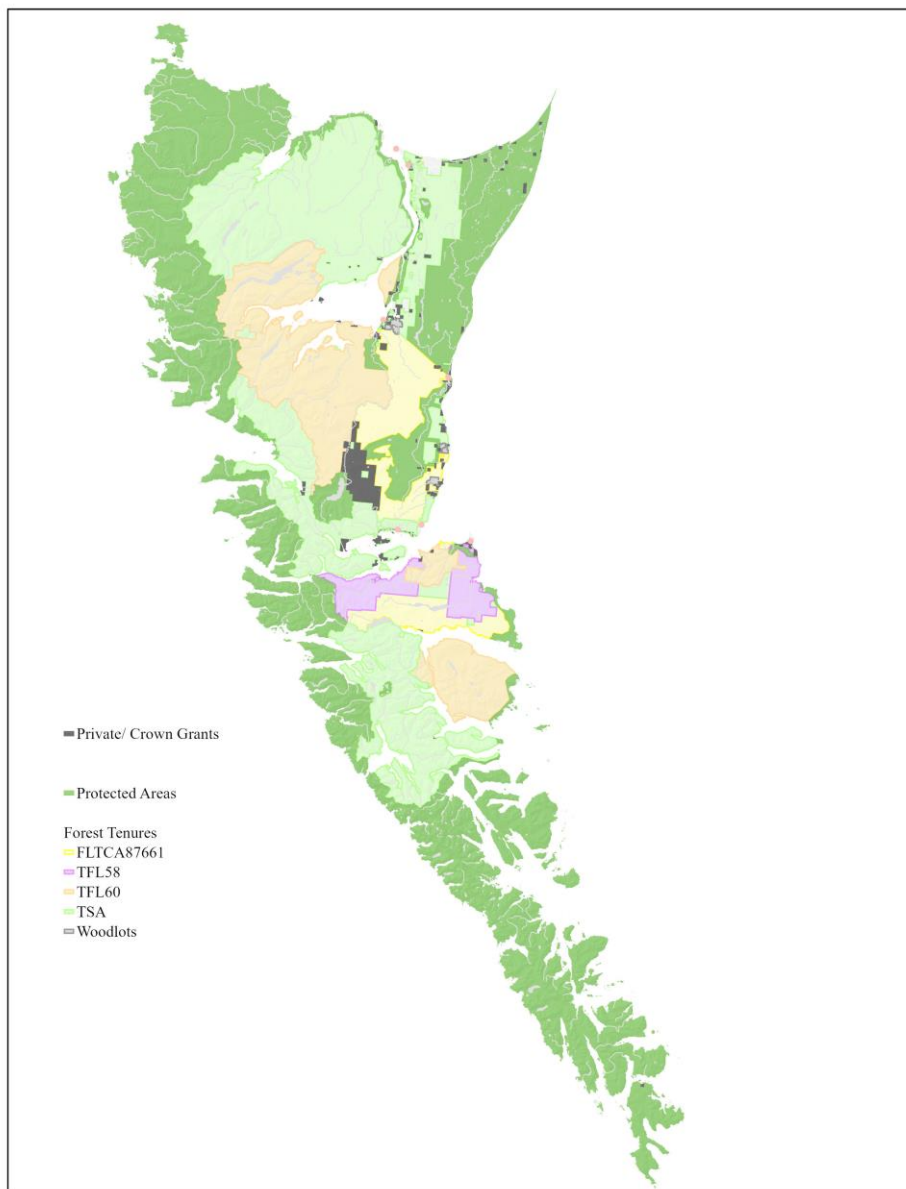 Private/ Crown Grants
Protected Areas
Forest Tenures
FLTCA87661
TFL58
TFL60
TSA
Woodlots